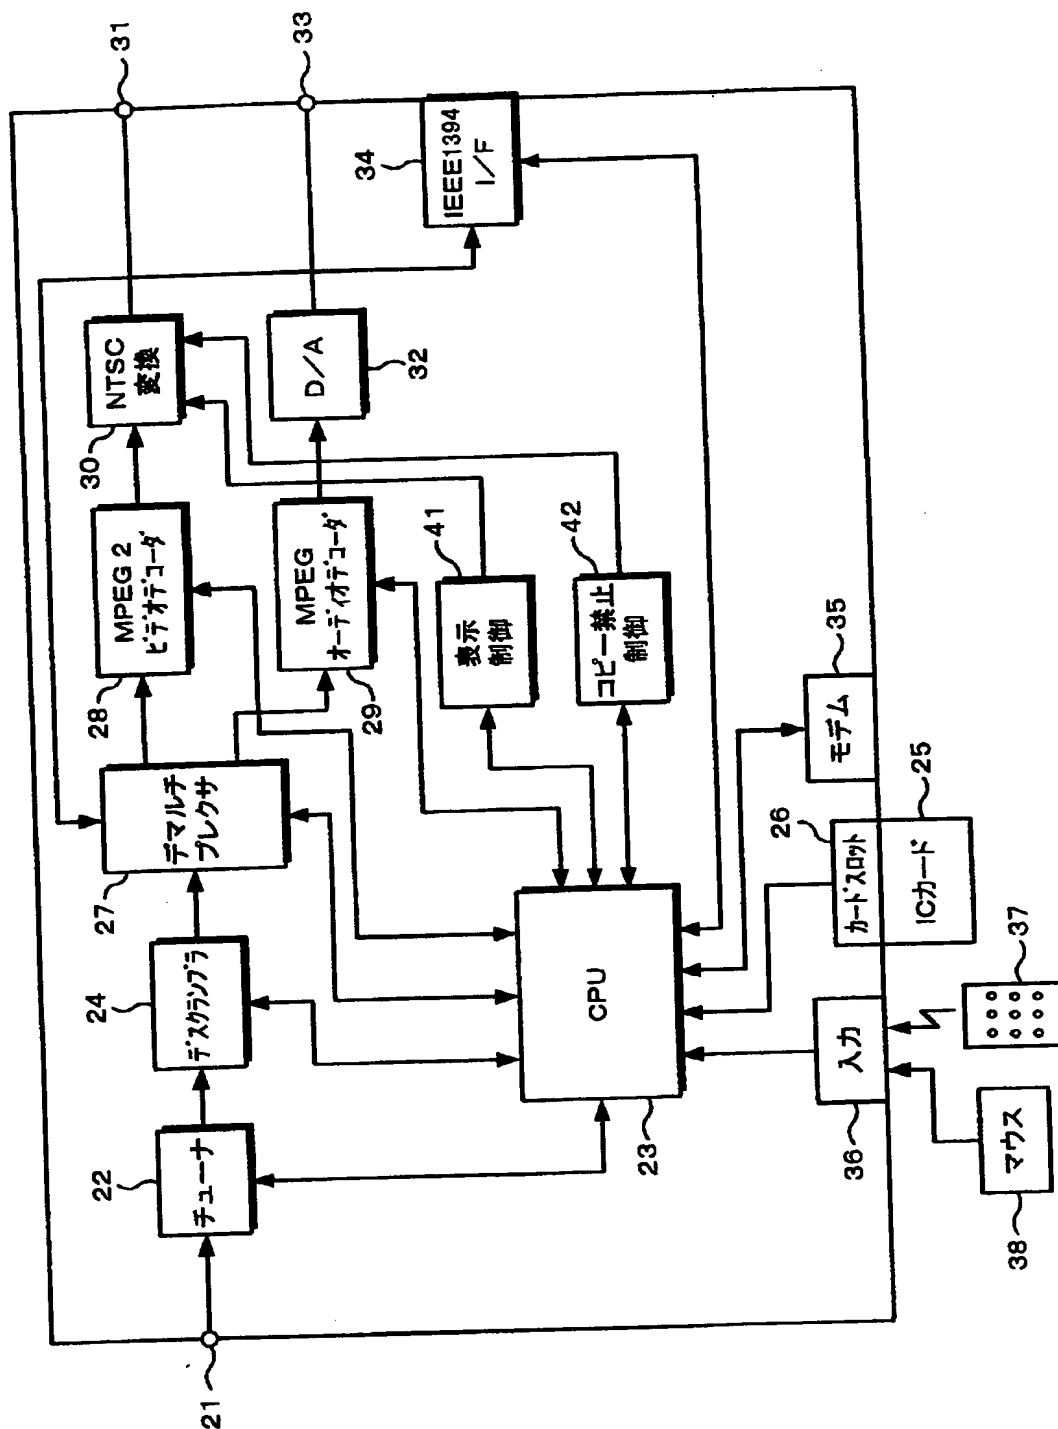 31
33
NTSC
変換
30
D/A
32
34
IEEE1394
I/F
MPEG 2
ビデオデコーダ
28
MPEG
オーディオデコーダ
29
表示
制御
41
コピー禁止
制御
42
デマルチ
プレクサ
27
デスクランブラ
24
チューナ
22
21
CPU
23
モデム
35
カードスロット
26
ICカード
25
入力
36
37
マウス
38